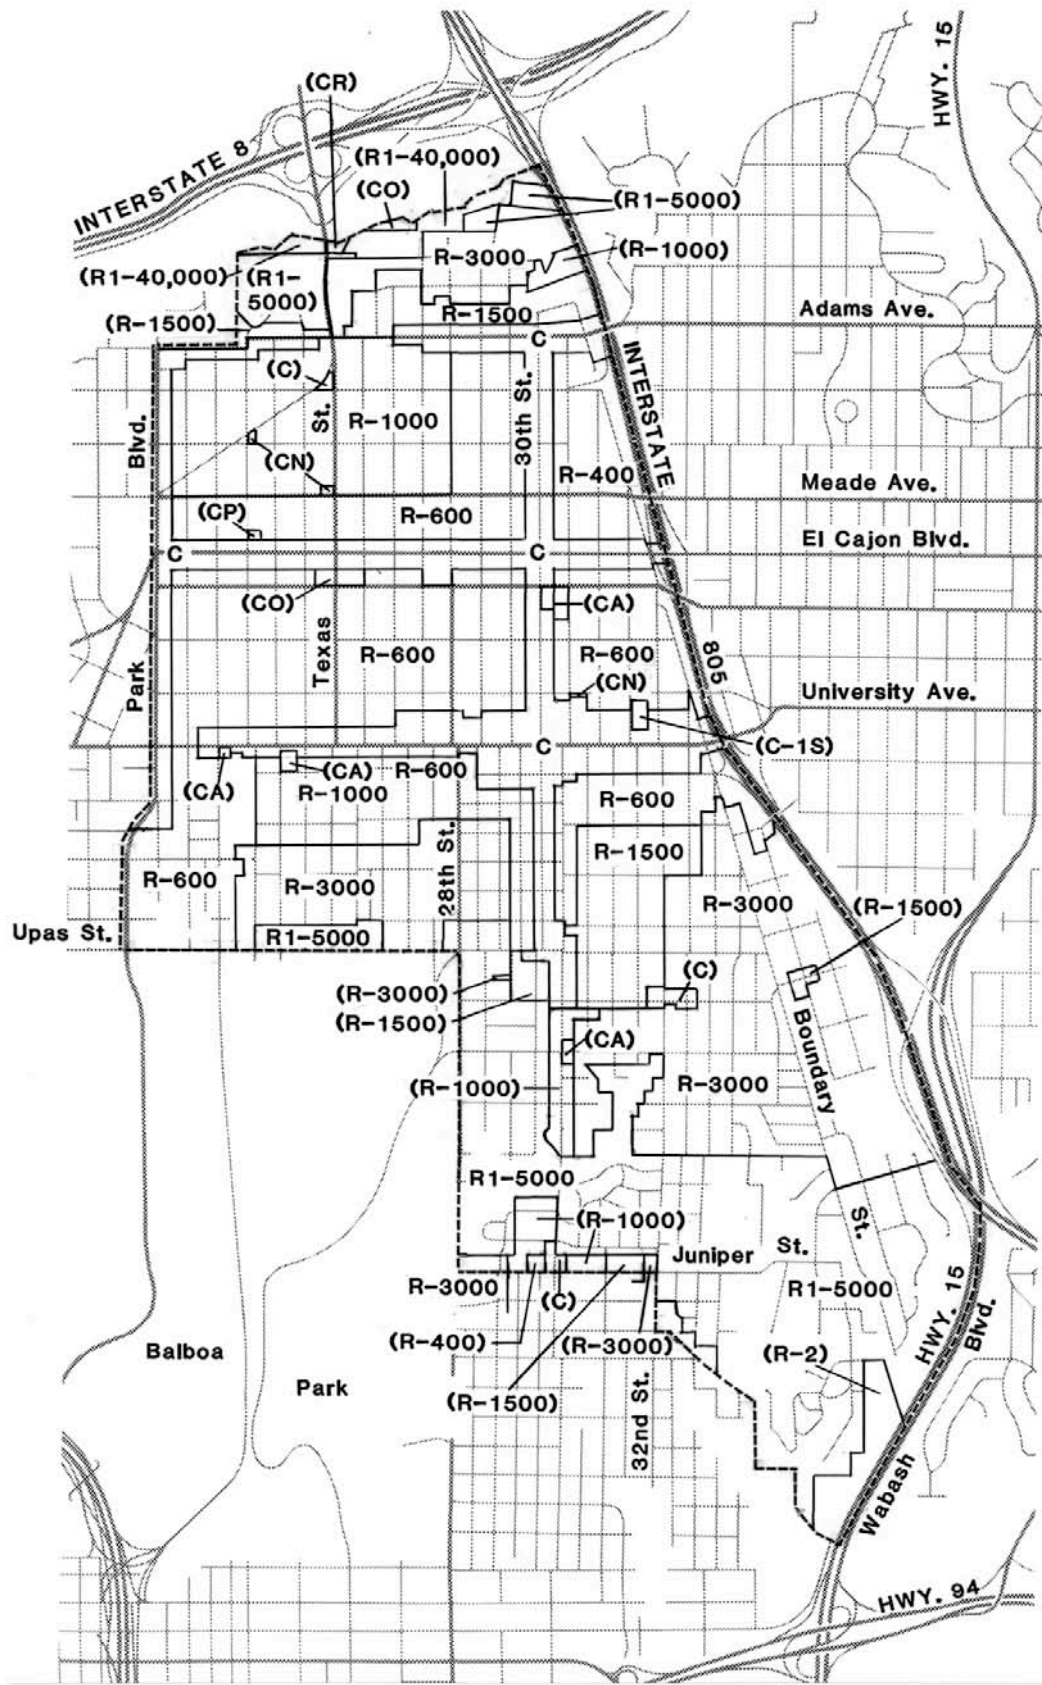 HWY. 15
(CR)
INTERSTATE 8
(R1-40,000)
(CO)
(R1-5000)
(R-1000)
R-3000
(R1-40,000)
(R1-
5000)
(R-1500)
R-1500
Adams Ave.
C
(C)
INTERSTATE
30th St.
St.
R-1000
Blvd.
(CN)
R-400
Meade Ave.
(CP)
R-600
El Cajon Blvd.
C
C
(CO)
(CA)
Texas
R-600
R-600
805
(CN)
University Ave.
Park
C
(C-1S)
(CA)
(CA)
R-600
R-1000
R-600
28th St.
R-1500
R-600
R-3000
R-3000
(R-1500)
Upas St.
R1-5000
(R-3000)
(C)
(R-1500)
(CA)
Boundary
(R-1000)
R-3000
R1-5000
(R-1000)
Juniper St.
St.
R-3000
(C)
R1-5000
HWY. 15
Blvd.
(R-400)
(R-3000)
(R-2)
Balboa
Park
(R-1500)
32nd St.
Wabash
HWY. 94